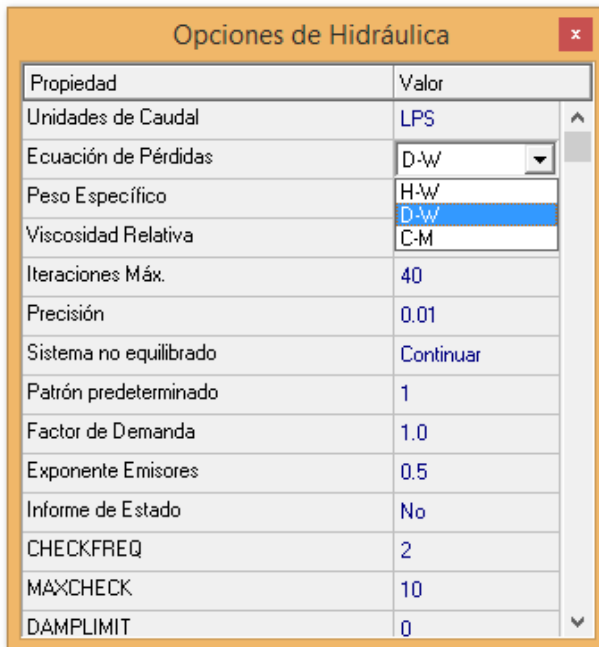 Opciones de Hidráulica
x
Propiedad Valor
Unidades de Caudal LPS
Ecuación de Pérdidas D-W
Peso Específico H-W
D-W
Viscosidad Relativa C-M
Iteraciones Máx. 40
Precisión 0.01
Sistema no equilibrado Continuar
Patrón predeterminado 1
Factor de Demanda 1.0
Exponente Emisores 0.5
Informe de Estado No
CHECKFREQ 2
MAXCHECK 10
DAMPLIMIT 0